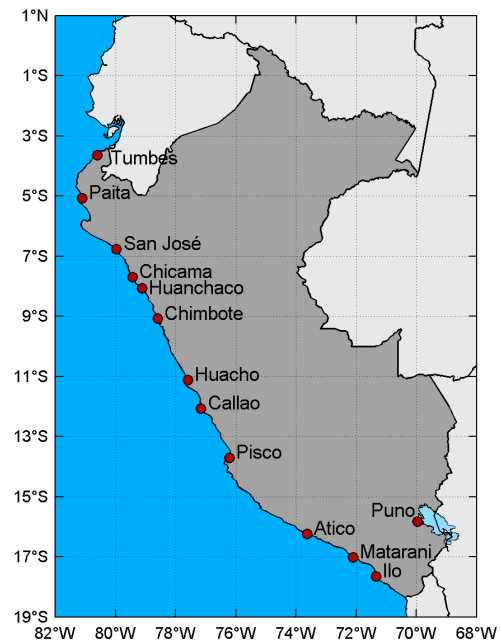 1°N
1°S
3°S
Tumbes
5°S
Paita
7°S
San José
Chicama
Huanchaco
9°S
Chimbote
11°S
Huacho
Callao
13°S
Pisco
15°S
Puno
Atico
17°S
Matarani
Ilo
19°S
82°W 80°W 78°W 76°W 74°W 72°W 70°W 68°W